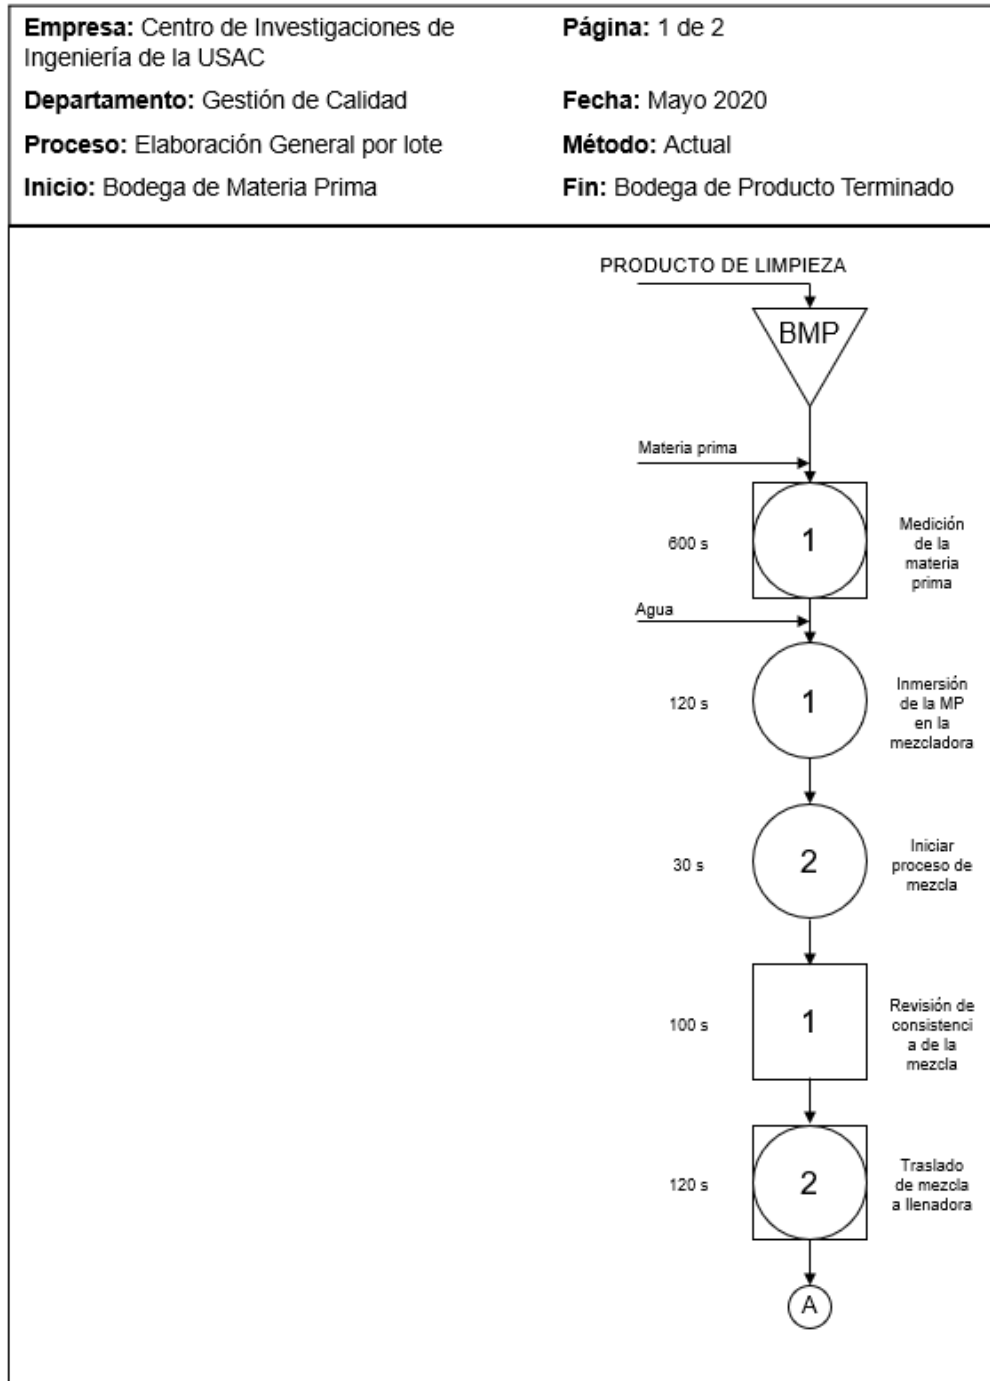 Empresa: Centro de Investigaciones de
Ingeniería de la USAC
Página: 1 de 2
Departamento: Gestión de Calidad
Fecha: Mayo 2020
Proceso: Elaboración General por lote
Método: Actual
Inicio: Bodega de Materia Prima
Fin: Bodega de Producto Terminado
PRODUCTO DE LIMPIEZA
BMP
Materia prima
600 s
1
Medición
de la
materia
prima
Agua
120 s
1
Inmersión
de la MP
en la
mezcladora
30 s
2
Iniciar
proceso de
mezcla
100 s
1
Revisión de
consistenci
a de la
mezcla
120 s
2
Traslado
de mezcla
a llenadora
A